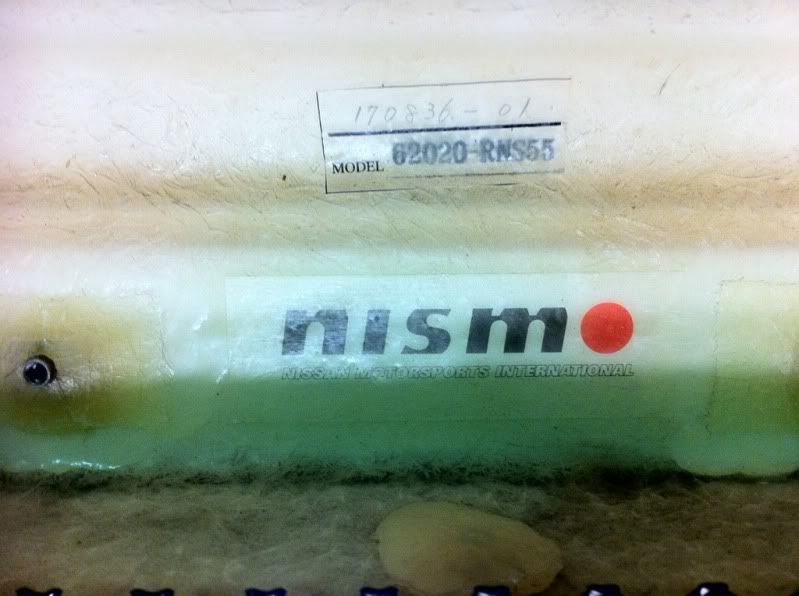 170836-01
MODEL 62020-RNS55
nismo
NISSAN MOTORSPORTS INTERNATIONAL